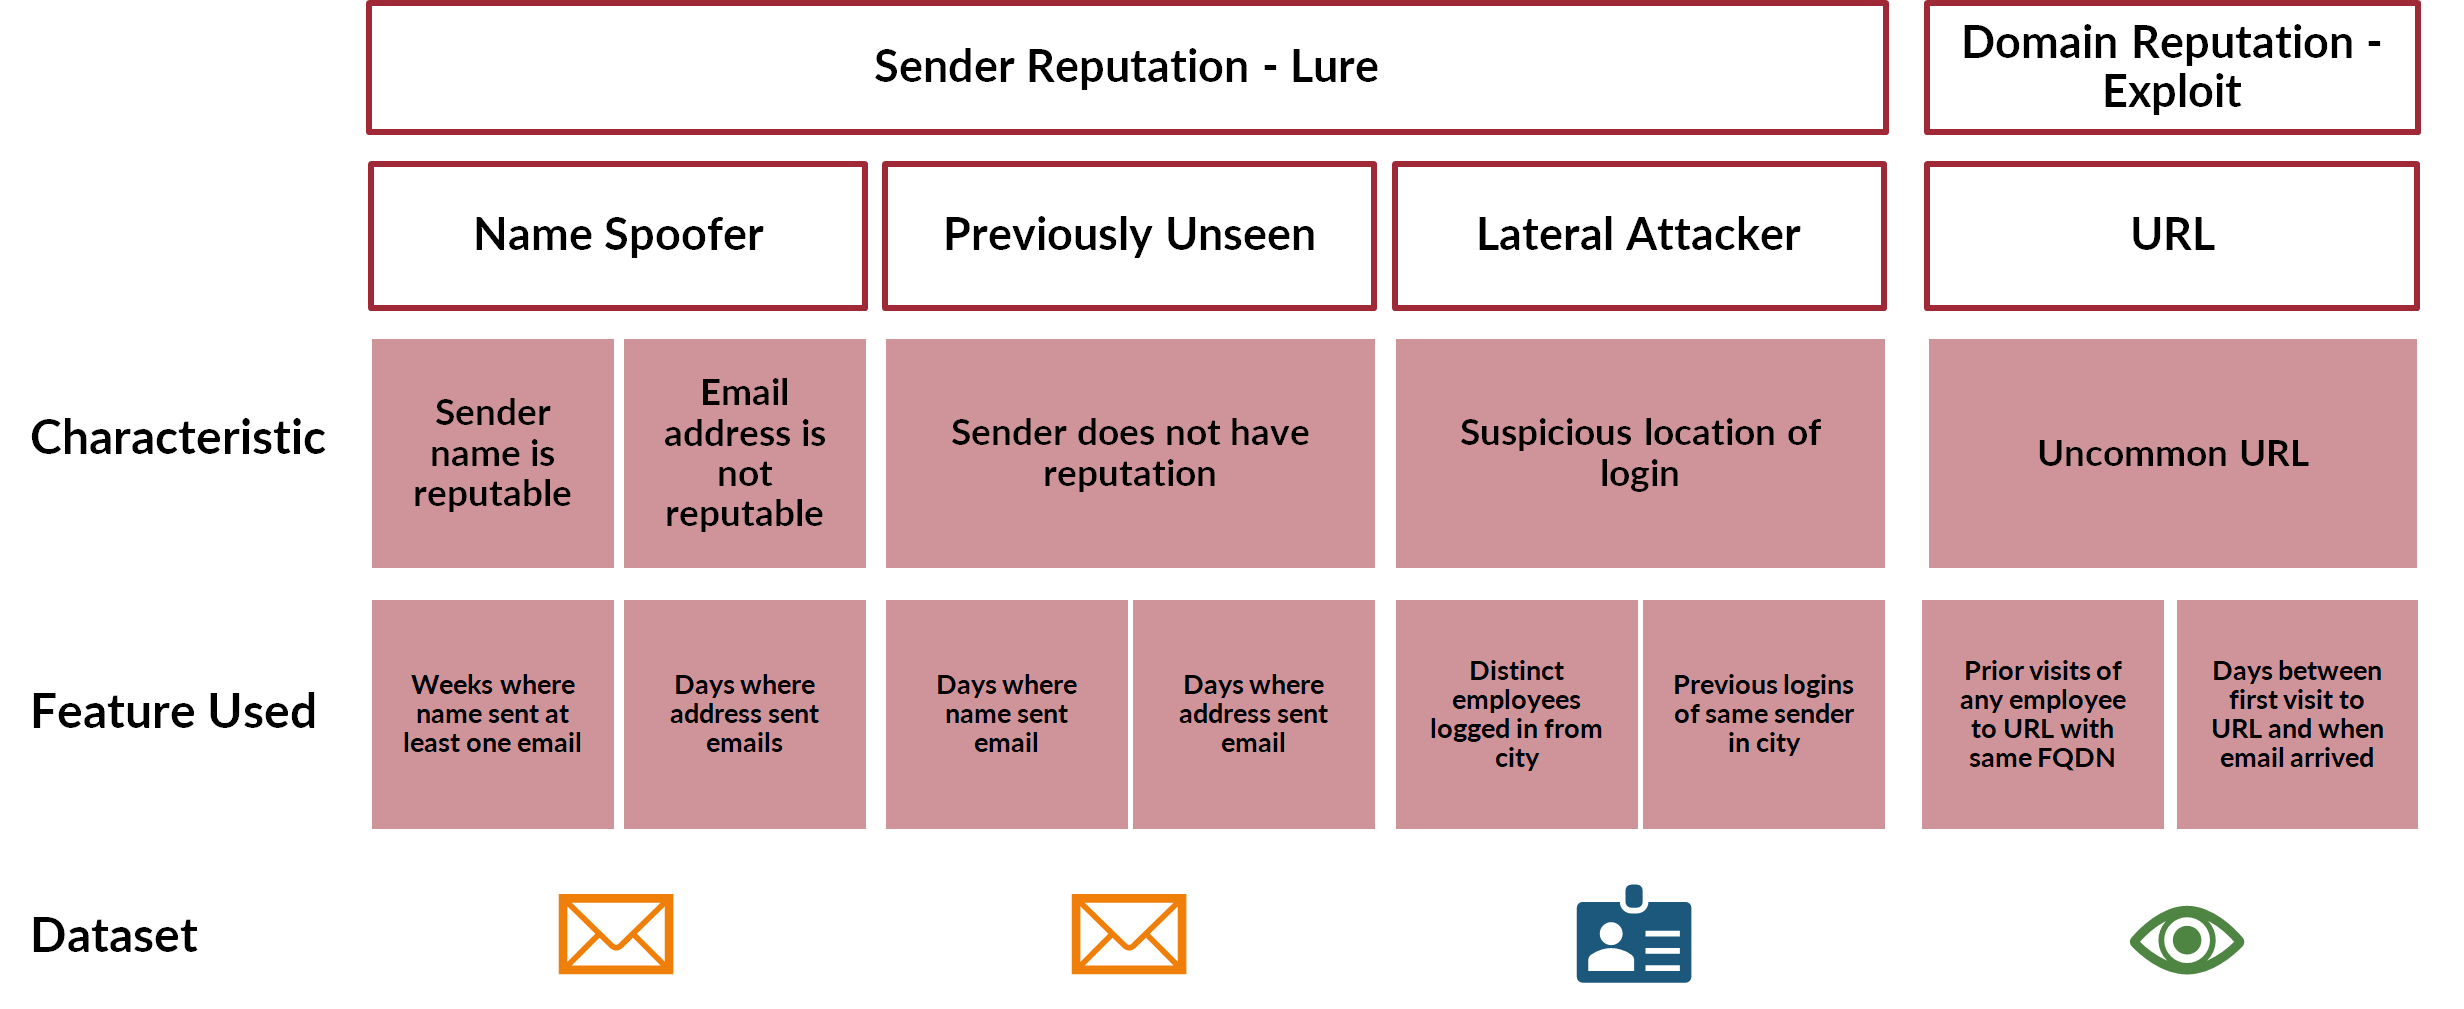 Sender Reputation - Lure
Domain Reputation -
Exploit
Name Spoofer
Previously Unseen
Lateral Attacker
URL
Characteristic
Sender
name is
reputable
Email
address is
not
reputable
Sender does not have
reputation
Suspicious location of
login
Uncommon URL
Feature Used
Weeks where
name sent at
least one email
Days where
address sent
emails
Days where
name sent
email
Days where
address sent
email
Distinct
employees
logged in from
city
Previous logins
of same sender
in city
Prior visits of
any employee
to URL with
same FQDN
Days between
first visit to
URL and when
email arrived
Dataset